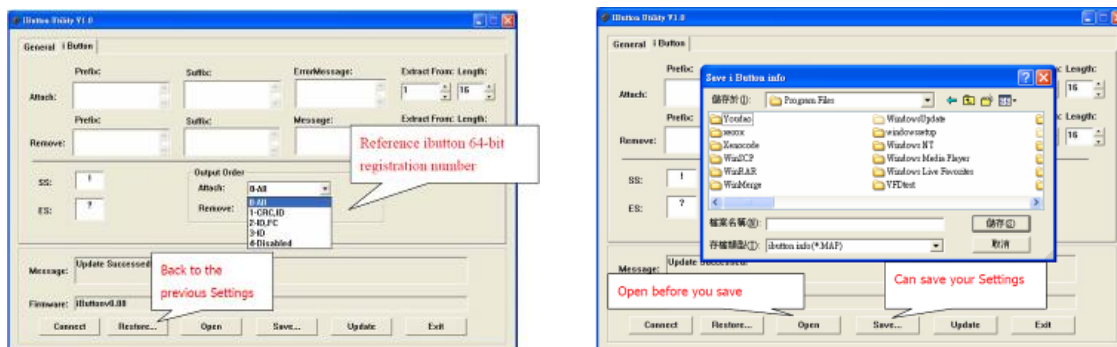 iButton Utility V1.0
General i Button
Prefix: Suffix: ErrorMessage: Extract From: Length:
Attach: 1 16
Prefix: Suffix: Message: Extract From: Length:
Remove: 16
Reference ibutton 64-bit
registration number
SS: !
ES: ?
Output Order
Attach: 0-All
Remove:
0-All
1-CRC,ID
2-ID,FC
3-ID
4-Disabled
Message: Update Successed
Back to the
previous Settings
Firmware: iButtonv0.00
Connect Restore... Open Save... Update Exit
iButton Utility V1.0
General i Button
Prefix: Length:
Attach: 16
Prefix: Length:
Remove: 16
SS: !
ES: ?
Save i Button info
儲存於(I): Program Files
Youdao WindowsUpdate
xerox windowssetup
Xenocode Windows NT
WinSCP Windows Media Player
WinRAR Windows Live Favorites
WinMerge VFDtest
檔案名稱(N): 儲存(S)
存檔類型(T): ibutton info(*.MAP) 取消
Message: Update Successed!
Open before you save
Can save your Settings
Connect Restore... Open Save... Update Exit